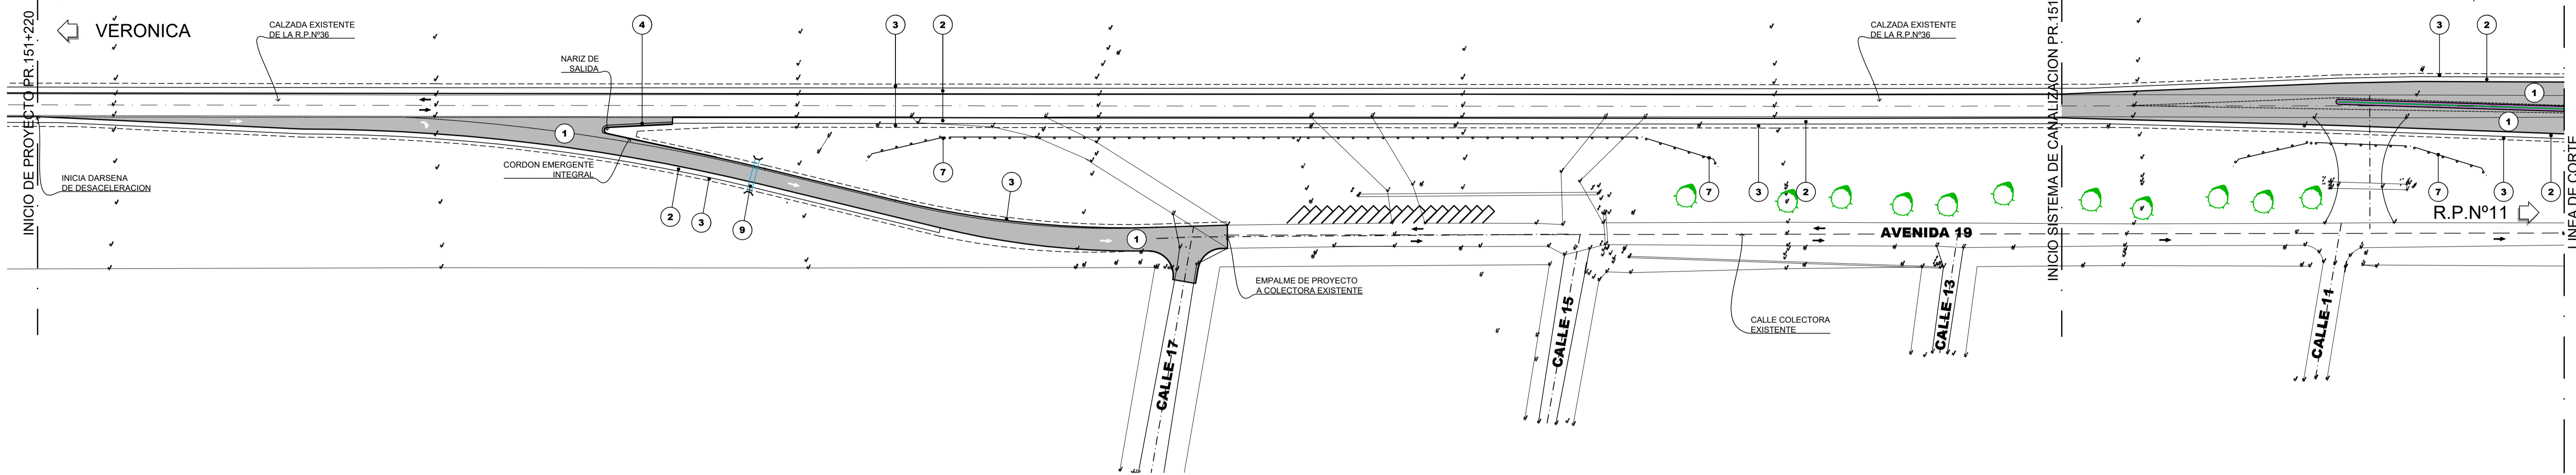 INICIO DE PROYECTO PR.151+220
VERONICA
CALZADA EXISTENTE
DE LA R.P.Nº36
4
3
2
NARIZ DE
SALIDA
CALZADA EXISTENTE
DE LA R.P.Nº36
INICIO SISTEMA DE CANALIZACION PR.151
3
2
1
1
1
INICIA DARSENA
DE DESACELERACION
CORDON EMERGENTE
INTEGRAL
2
3
9
7
3
1
7
3
2
7
3
2
R.P.Nº11
LINEA DE CORTE
AVENIDA 19
EMPALME DE PROYECTO
A COLECTORA EXISTENTE
CALLE COLECTORA
EXISTENTE
CALLE 17
CALLE 15
CALLE 13
CALLE 11